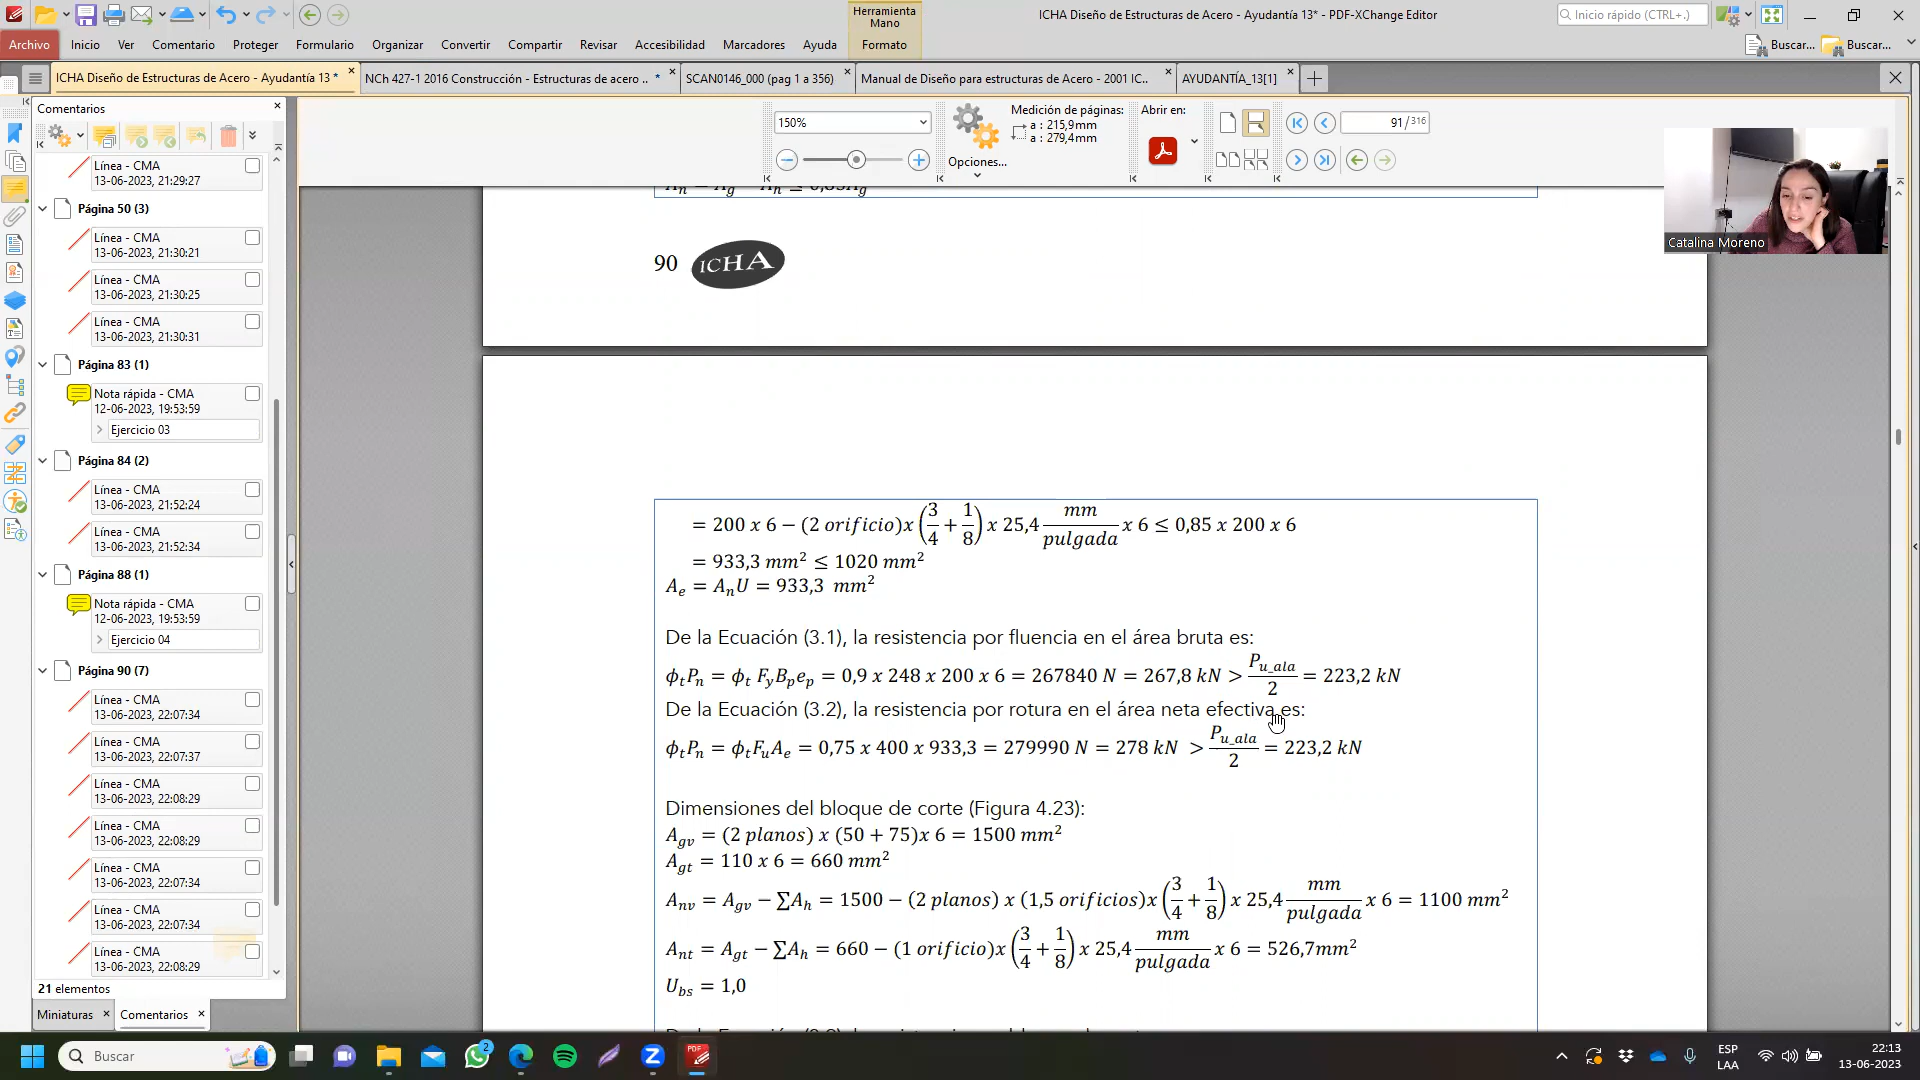 Herramienta
Mano
ICHA Diseño de Estructuras de Acero - Ayudantía 13* - PDF-XChange Editor
Inicio rápido (CTRL+.)
Archivo Inicio Ver Comentario Proteger Formulario Organizar Convertir Compartir Revisar Accesibilidad Marcadores Ayuda Formato
Buscar... Buscar...
ICHA Diseño de Estructuras de Acero - Ayudantía 13 * ×
NCh 427-1 2016 Construcción - Estructuras de acero .. * ×
SCAN0146_000 (pag 1 a 356) ×
Manual de Diseño para estructuras de Acero - 2001 IC.. ×
AYUDANTÍA_13[1] ×
Comentarios ×
150%
Opciones...
Medición de páginas:
a : 215,9mm
a : 279,4mm
Abrir en:
91 / 316
Línea - CMA
13-06-2023, 21:29:27
Página 50 (3)
Línea - CMA
13-06-2023, 21:30:21
Línea - CMA
13-06-2023, 21:30:25
Línea - CMA
13-06-2023, 21:30:31
Página 83 (1)
Nota rápida - CMA
12-06-2023, 19:53:59
Ejercicio 03
Página 84 (2)
Línea - CMA
13-06-2023, 21:52:24
Línea - CMA
13-06-2023, 21:52:34
Página 88 (1)
Nota rápida - CMA
12-06-2023, 19:53:59
Ejercicio 04
Página 90 (7)
Línea - CMA
13-06-2023, 22:07:34
Línea - CMA
13-06-2023, 22:07:37
Línea - CMA
13-06-2023, 22:08:29
Línea - CMA
13-06-2023, 22:08:29
Línea - CMA
13-06-2023, 22:07:34
Línea - CMA
13-06-2023, 22:07:34
Línea - CMA
13-06-2023, 22:08:29
21 elementos
Miniaturas × Comentarios ×
Catalina Moreno
90 ICHA
= 200 x 6 − (2 orificio)x (3/4 + 1/8) x 25,4 mm/pulgada x 6 ≤ 0,85 x 200 x 6
= 933,3 mm² ≤ 1020 mm²
Aₑ = AₙU = 933,3 mm²
De la Ecuación (3.1), la resistencia por fluencia en el área bruta es:
ϕₜPₙ = ϕₜ F_yB_pe_p = 0,9 x 248 x 200 x 6 = 267840 N = 267,8 kN > P_{u_ala}/2 = 223,2 kN
De la Ecuación (3.2), la resistencia por rotura en el área neta efectiva es:
ϕₜPₙ = ϕₜFᵤAₑ = 0,75 x 400 x 933,3 = 279990 N = 278 kN > P_{u_ala}/2 = 223,2 kN
Dimensiones del bloque de corte (Figura 4.23):
A_gv = (2 planos) x (50 + 75)x 6 = 1500 mm²
A_gt = 110 x 6 = 660 mm²
A_nv = A_gv − ∑A_h = 1500 − (2 planos) x (1,5 orificios)x (3/4 + 1/8) x 25,4 mm/pulgada x 6 = 1100 mm²
A_nt = A_gt − ∑A_h = 660 − (1 orificio)x (3/4 + 1/8) x 25,4 mm/pulgada x 6 = 526,7mm²
U_bs = 1,0
Buscar
2
ESP
LAA
22:13
13-06-2023